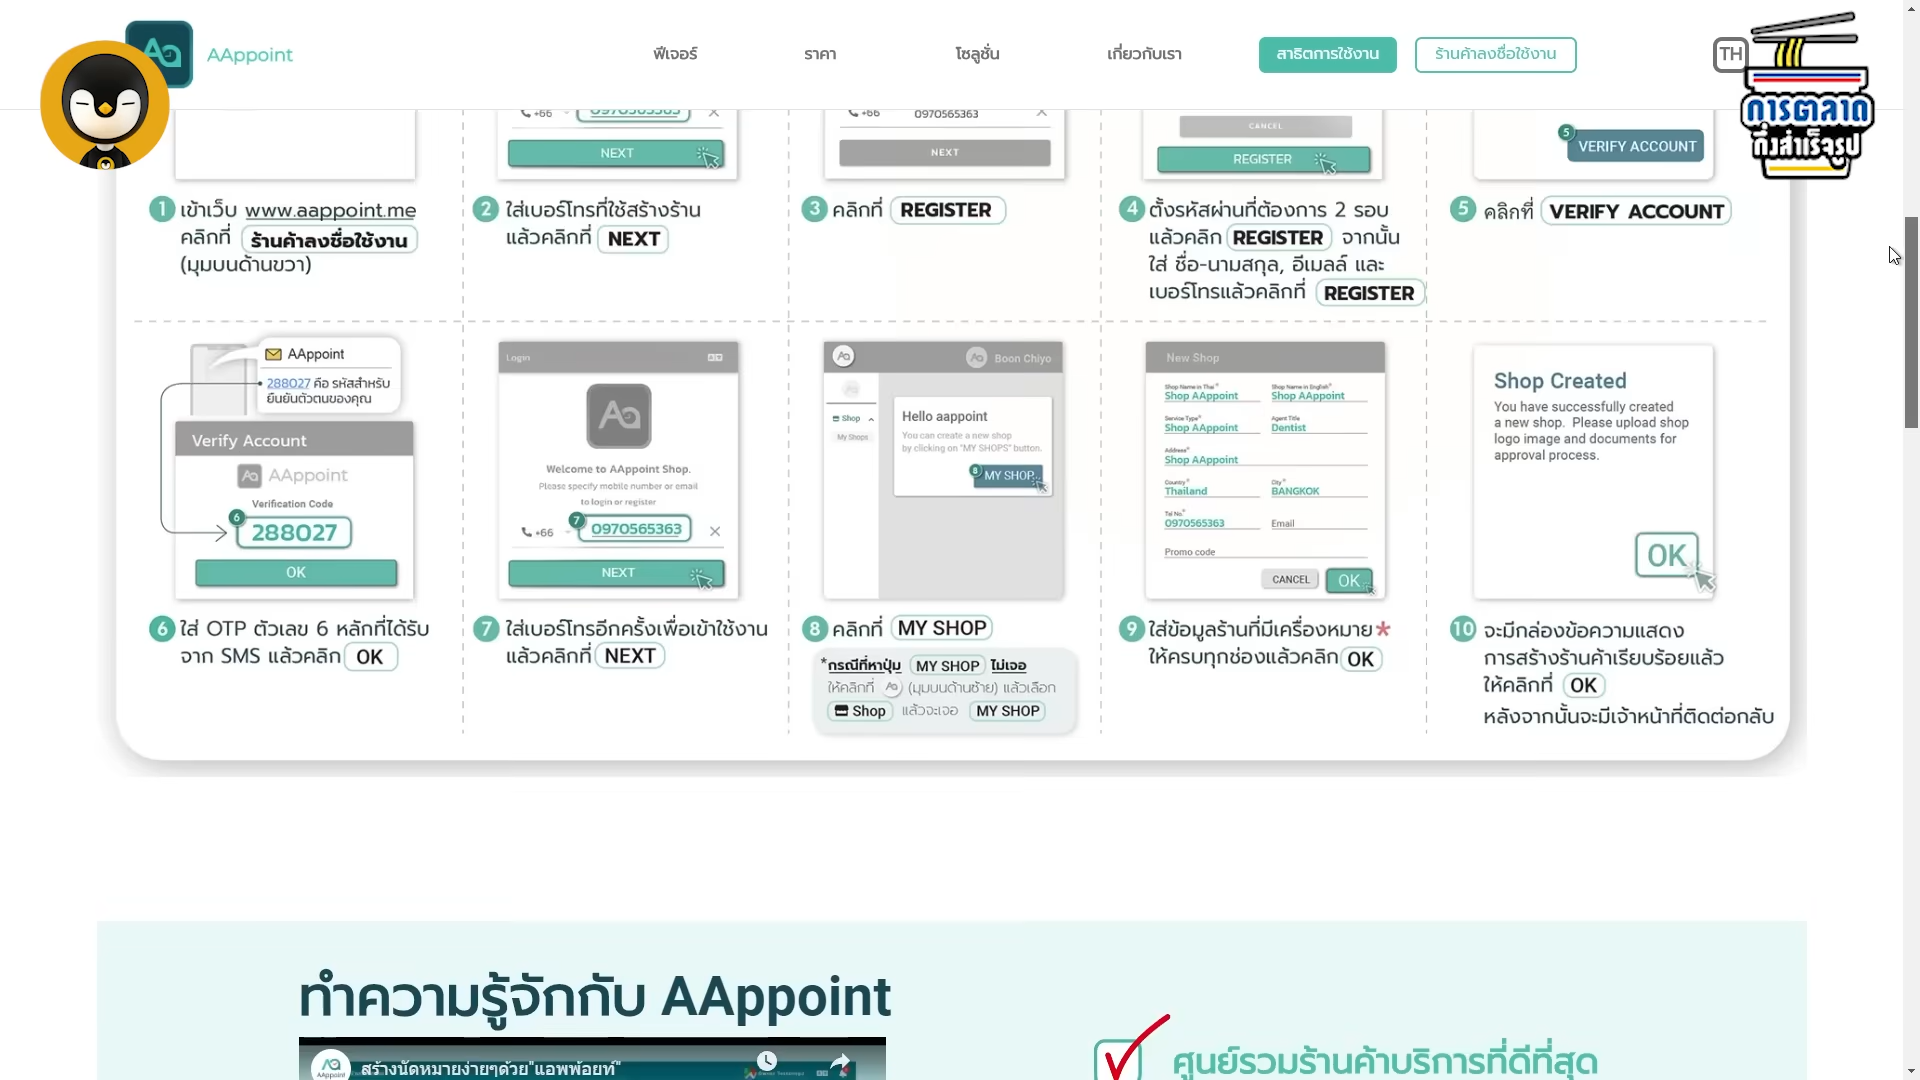 AAppoint
ฟีเจอร์
ราคา
โซลูชั่น
เกี่ยวกับเรา
สาธิตการใช้งาน
ร้านค้าลงชื่อใช้งาน
TH
การตลาด
กึ่งสำเร็จรูป
+66 0970565363
NEXT
+66 0970565363
NEXT
CANCEL
REGISTER
5 VERIFY ACCOUNT
1 เข้าเว็บ www.aappoint.me
คลิกที่ ร้านค้าลงชื่อใช้งาน
(มุมบนด้านขวา)
2 ใส่เบอร์โทรที่ใช้สร้างร้าน
แล้วคลิกที่ NEXT
3 คลิกที่ REGISTER
4 ตั้งรหัสผ่านที่ต้องการ 2 รอบ
แล้วคลิก REGISTER จากนั้น
ใส่ ชื่อ-นามสกุล, อีเมลล์ และ
เบอร์โทรแล้วคลิกที่ REGISTER
5 คลิกที่ VERIFY ACCOUNT
AAppoint
288027 คือ รหัสสำหรับ
ยืนยันตัวตนของคุณ
Verify Account
AAppoint
Verification Code
6 288027
OK
Login
Welcome to AAppoint Shop.
Please specify mobile number or email
to login or register
+66 7 0970565363
NEXT
Boon Chiyo
Shop
My Shops
Hello aappoint
You can create a new shop
by clicking on "MY SHOPS" button.
8 MY SHOP
New Shop
Shop Name in Thai* Shop Name in English*
Shop AAppoint Shop AAppoint
Service Type* Agent Title
Shop AAppoint Dentist
Address*
Shop AAppoint
Country* City*
Thailand BANGKOK
Tel No.*
0970565363 Email
Promo code
CANCEL OK
Shop Created
You have successfully created
a new shop. Please upload shop
logo image and documents for
approval process.
OK
6 ใส่ OTP ตัวเลข 6 หลักที่ได้รับ
จาก SMS แล้วคลิก OK
7 ใส่เบอร์โทรอีกครั้งเพื่อเข้าใช้งาน
แล้วคลิกที่ NEXT
8 คลิกที่ MY SHOP
*กรณีที่หาปุ่ม MY SHOP ไม่เจอ
ให้คลิกที่ (มุมบนด้านซ้าย) แล้วเลือก
Shop แล้วจะเจอ MY SHOP
9 ใส่ข้อมูลร้านที่มีเครื่องหมาย*
ให้ครบทุกช่องแล้วคลิก OK
10 จะมีกล่องข้อความแสดง
การสร้างร้านค้าเรียบร้อยแล้ว
ให้คลิกที่ OK
หลังจากนั้นจะมีเจ้าหน้าที่ติดต่อกลับ
ทำความรู้จักกับ AAppoint
สร้างนัดหมายง่ายๆด้วย"แอพพ้อยท์"
ศูนย์รวมร้านค้าบริการที่ดีที่สุด